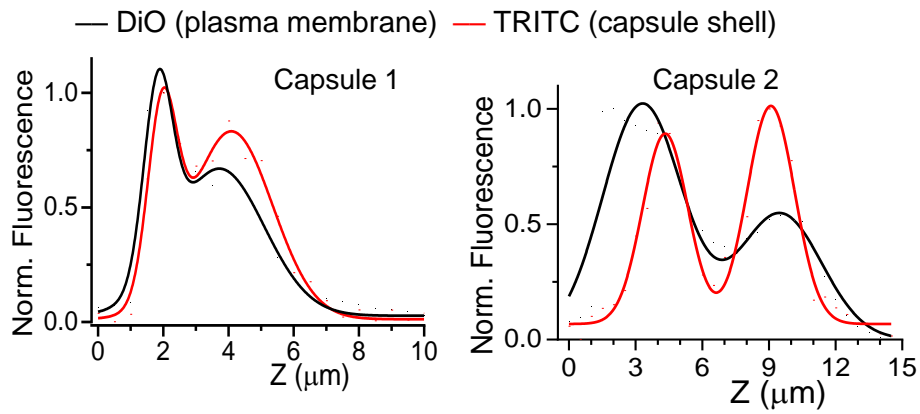 DiO (plasma membrane) TRITC (capsule shell)
Capsule 1
Norm. Fluorescence
1.0
0.5
0.0
0 2 4 6 8 10
Z (μm)
Capsule 2
Norm. Fluorescence
1.0
0.5
0.0
0 3 6 9 12 15
Z (μm)